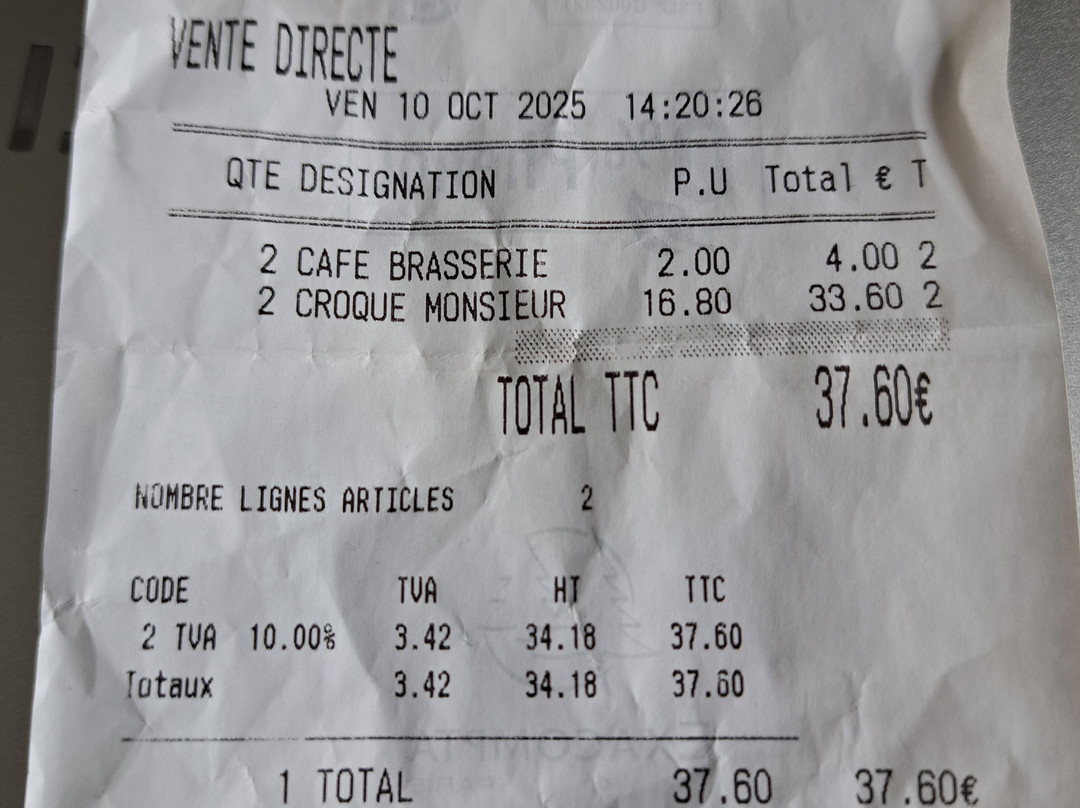 VENTE DIRECTE
VEN 10 OCT 2025 14:20:26
QTE DESIGNATION P.U Total € T
2 CAFE BRASSERIE 2.00 4.00 2
2 CROQUE MONSIEUR 16.80 33.60 2
TOTAL TTC 37.60€
NOMBRE LIGNES ARTICLES 2
CODE TVA HT TTC
2 TVA 10.00% 3.42 34.18 37.60
Totaux 3.42 34.18 37.60
1 TOTAL 37.60 37.60€